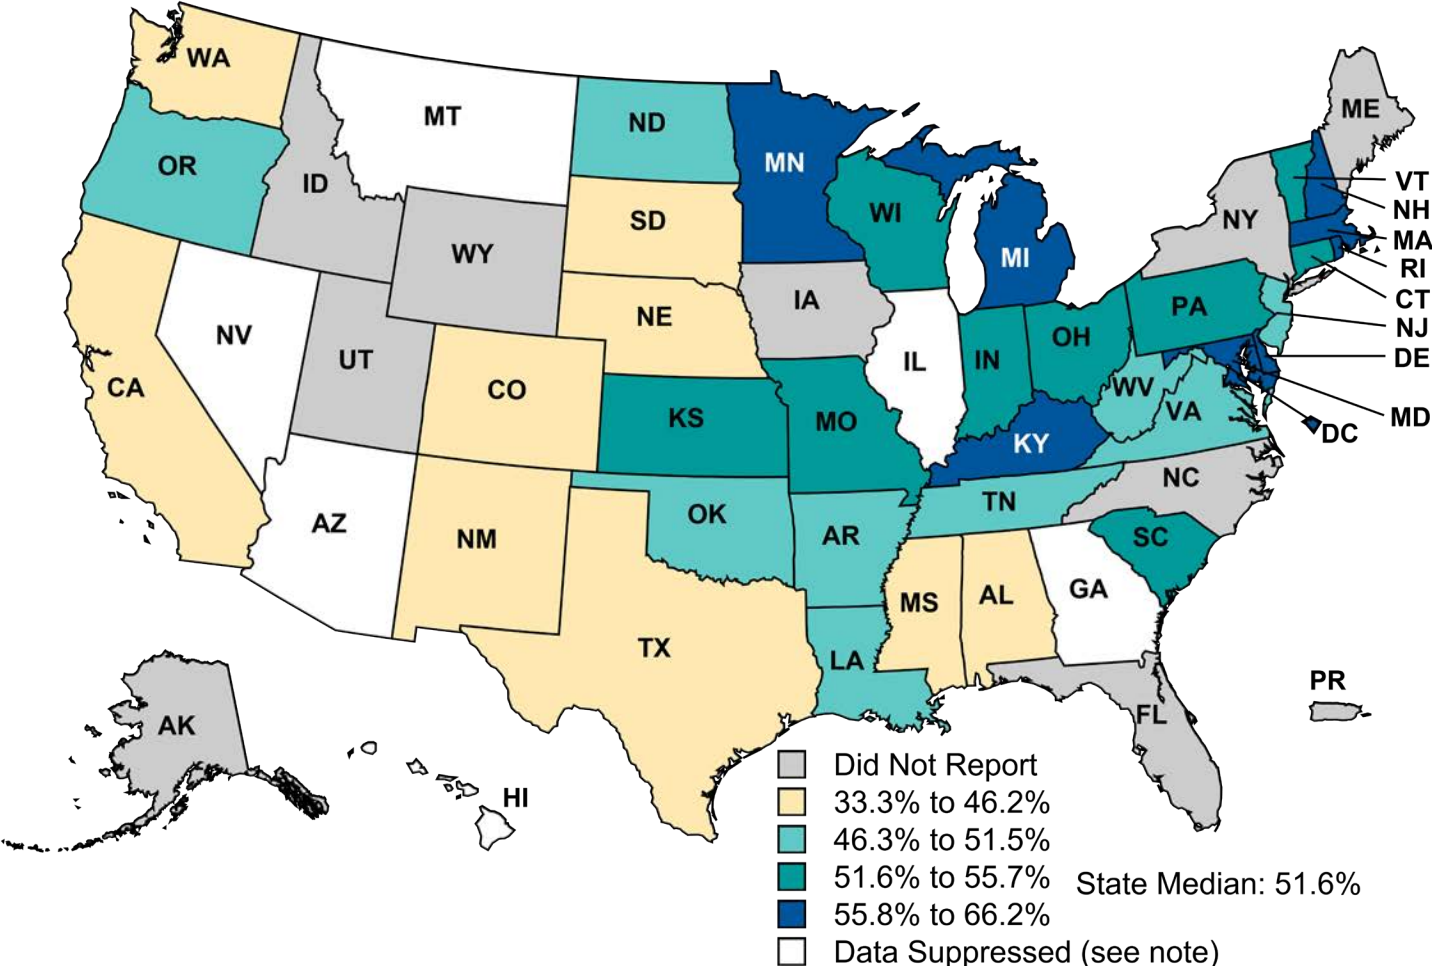 WA
MT
ND
MN
ME
OR
ID
SD
WI
NY
VT
NH
MA
WY
MI
RI
IA
CT
NE
PA
NV
NJ
OH
UT
IL
IN
DE
CA
CO
WV
KS
VA
MD
MO
KY
DC
NC
TN
OK
AZ
AR
NM
SC
MS
AL
GA
TX
LA
PR
FL
AK
HI
Did Not Report
33.3% to 46.2%
46.3% to 51.5%
51.6% to 55.7%
State Median: 51.6%
55.8% to 66.2%
Data Suppressed (see note)